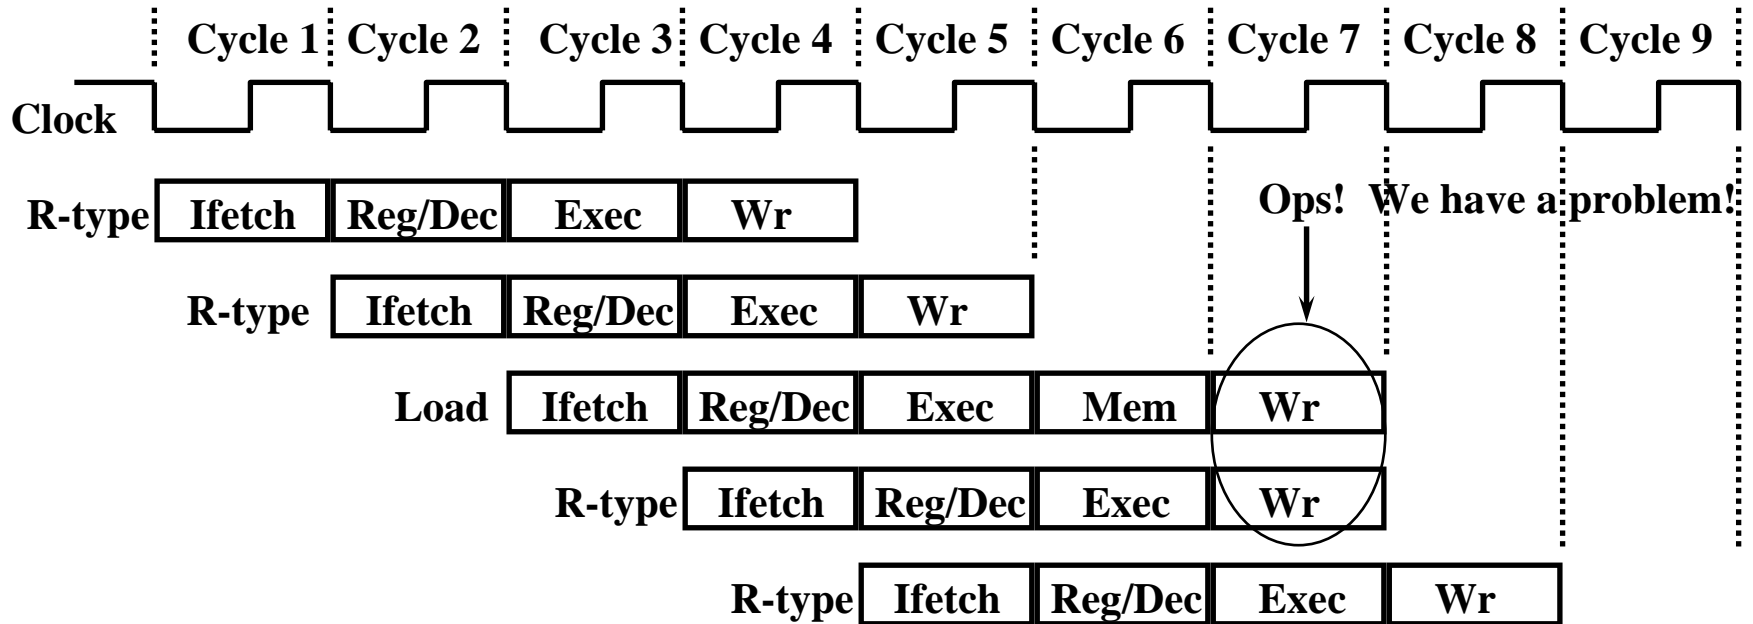 Cycle 1 Cycle 2 Cycle 3 Cycle 4 Cycle 5 Cycle 6 Cycle 7 Cycle 8 Cycle 9
Clock
Ops! We have a problem!
R-type Ifetch Reg/Dec Exec Wr
R-type Ifetch Reg/Dec Exec Wr
Load Ifetch Reg/Dec Exec Mem Wr
R-type Ifetch Reg/Dec Exec Wr
R-type Ifetch Reg/Dec Exec Wr